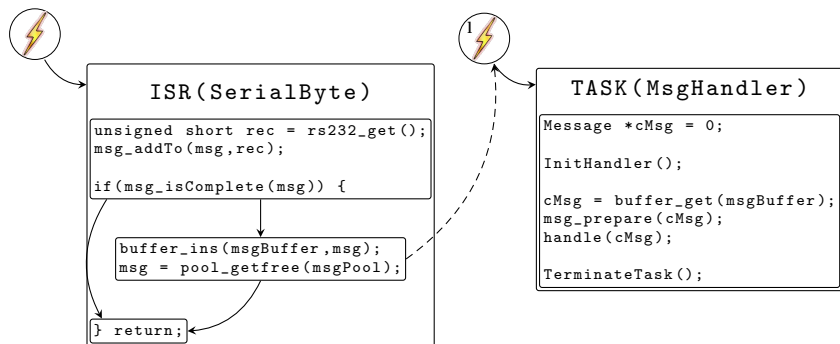 ISR(SerialByte)
unsigned short rec = rs232_get();
msg_addTo(msg,rec);
if(msg_isComplete(msg)) {
buffer_ins(msgBuffer,msg);
msg = pool_getfree(msgPool);
} return;
1
TASK(MsgHandler)
Message *cMsg = 0;
InitHandler();
cMsg = buffer_get(msgBuffer);
msg_prepare(cMsg);
handle(cMsg);
TerminateTask();